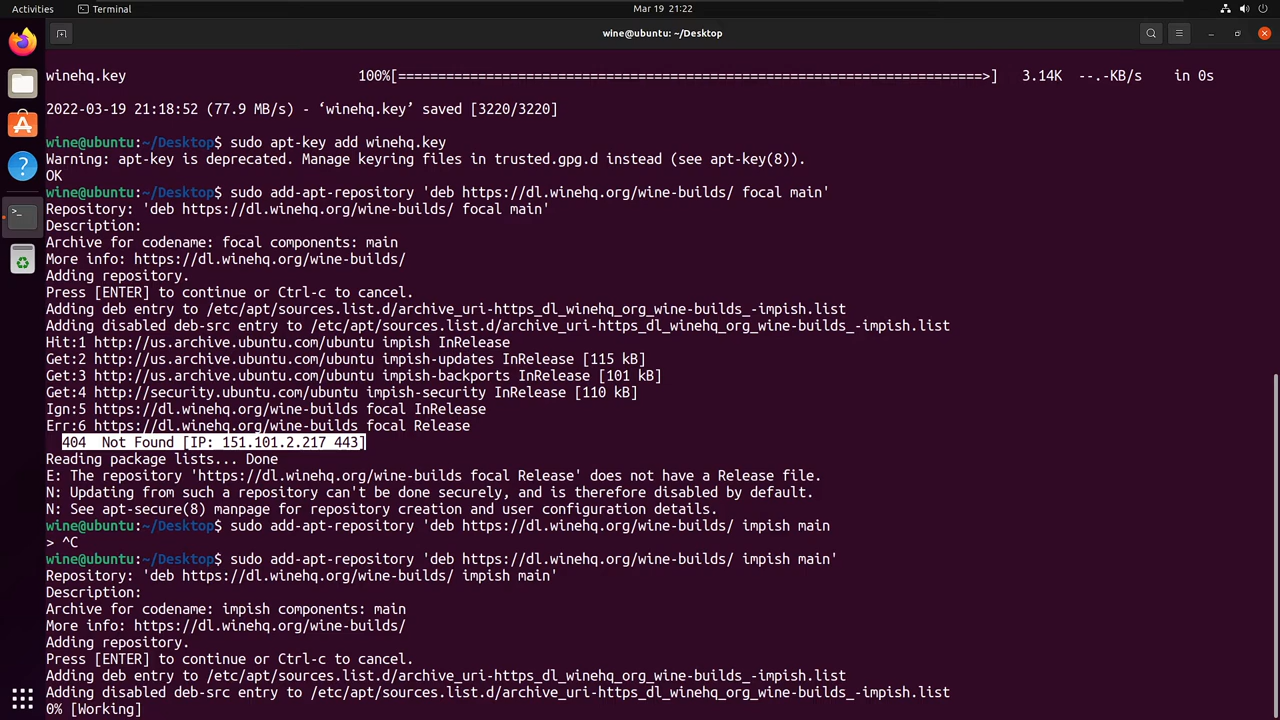 Activities
Terminal
Mar 19 21:22
wine@ubuntu: ~/Desktop
winehq.key 100%[=========================================================================>] 3.14K --.-KB/s in 0s
2022-03-19 21:18:52 (77.9 MB/s) - ‘winehq.key’ saved [3220/3220]
wine@ubuntu:~/Desktop$ sudo apt-key add winehq.key
Warning: apt-key is deprecated. Manage keyring files in trusted.gpg.d instead (see apt-key(8)).
OK
wine@ubuntu:~/Desktop$ sudo add-apt-repository 'deb https://dl.winehq.org/wine-builds/ focal main'
Repository: 'deb https://dl.winehq.org/wine-builds/ focal main'
Description:
Archive for codename: focal components: main
More info: https://dl.winehq.org/wine-builds/
Adding repository.
Press [ENTER] to continue or Ctrl-c to cancel.
Adding deb entry to /etc/apt/sources.list.d/archive_uri-https_dl_winehq_org_wine-builds_-impish.list
Adding disabled deb-src entry to /etc/apt/sources.list.d/archive_uri-https_dl_winehq_org_wine-builds_-impish.list
Hit:1 http://us.archive.ubuntu.com/ubuntu impish InRelease
Get:2 http://us.archive.ubuntu.com/ubuntu impish-updates InRelease [115 kB]
Get:3 http://us.archive.ubuntu.com/ubuntu impish-backports InRelease [101 kB]
Get:4 http://security.ubuntu.com/ubuntu impish-security InRelease [110 kB]
Ign:5 https://dl.winehq.org/wine-builds focal InRelease
Err:6 https://dl.winehq.org/wine-builds focal Release
404  Not Found [IP: 151.101.2.217 443]
Reading package lists... Done
E: The repository 'https://dl.winehq.org/wine-builds focal Release' does not have a Release file.
N: Updating from such a repository can't be done securely, and is therefore disabled by default.
N: See apt-secure(8) manpage for repository creation and user configuration details.
wine@ubuntu:~/Desktop$ sudo add-apt-repository 'deb https://dl.winehq.org/wine-builds/ impish main
> ^C
wine@ubuntu:~/Desktop$ sudo add-apt-repository 'deb https://dl.winehq.org/wine-builds/ impish main'
Repository: 'deb https://dl.winehq.org/wine-builds/ impish main'
Description:
Archive for codename: impish components: main
More info: https://dl.winehq.org/wine-builds/
Adding repository.
Press [ENTER] to continue or Ctrl-c to cancel.
Adding deb entry to /etc/apt/sources.list.d/archive_uri-https_dl_winehq_org_wine-builds_-impish.list
Adding disabled deb-src entry to /etc/apt/sources.list.d/archive_uri-https_dl_winehq_org_wine-builds_-impish.list
0% [Working]